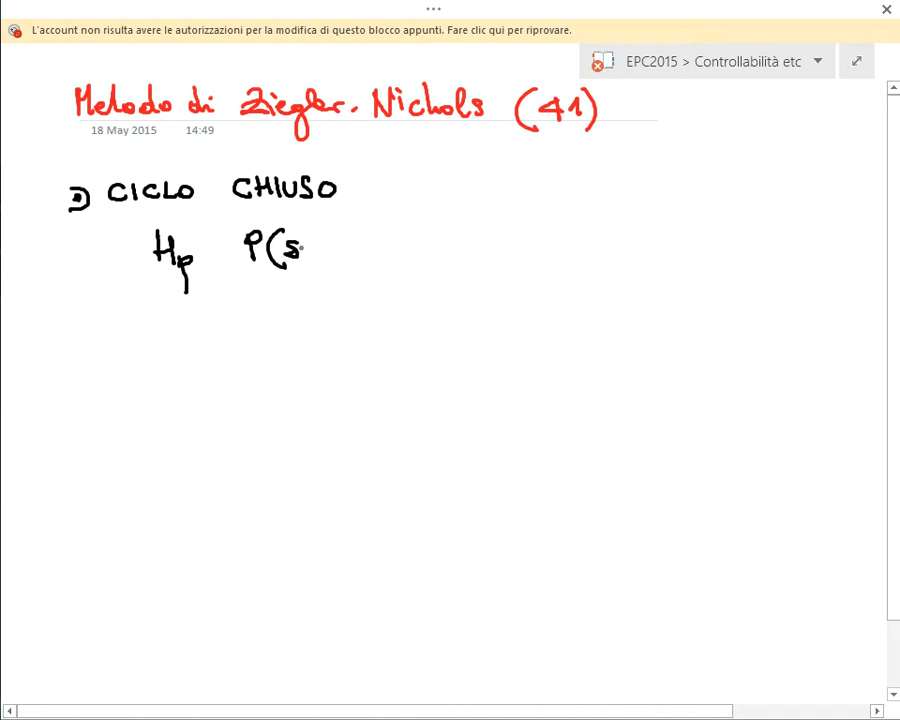 L'account non risulta avere le autorizzazioni per la modifica di questo blocco appunti. Fare clic qui per riprovare.
EPC2015 > Controllabilità etc
Metodo di Ziegler-Nichols (41)
18 May 2015 14:49
CICLO CHIUSO
Hp P(s